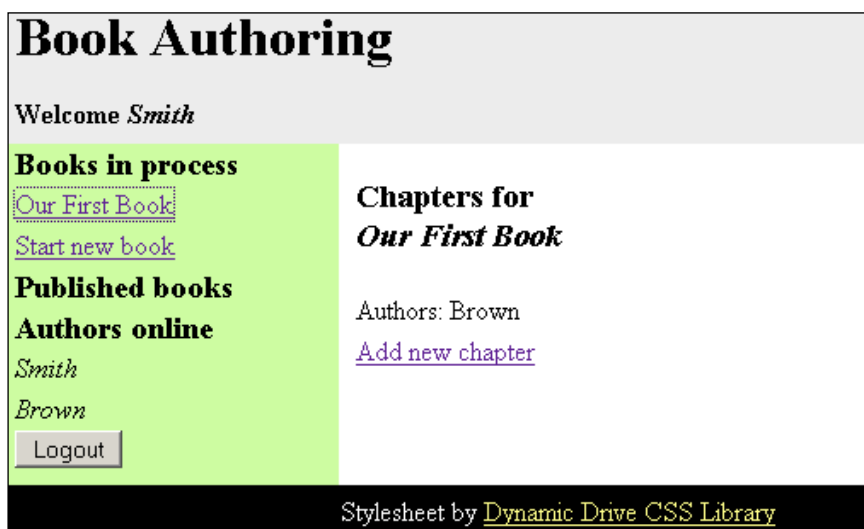 Book Authoring
Welcome Smith
Books in process
Our First Book
Start new book
Published books
Authors online
Smith
Brown
Logout
Chapters for
Our First Book
Authors: Brown
Add new chapter
Stylesheet by Dynamic Drive CSS Library